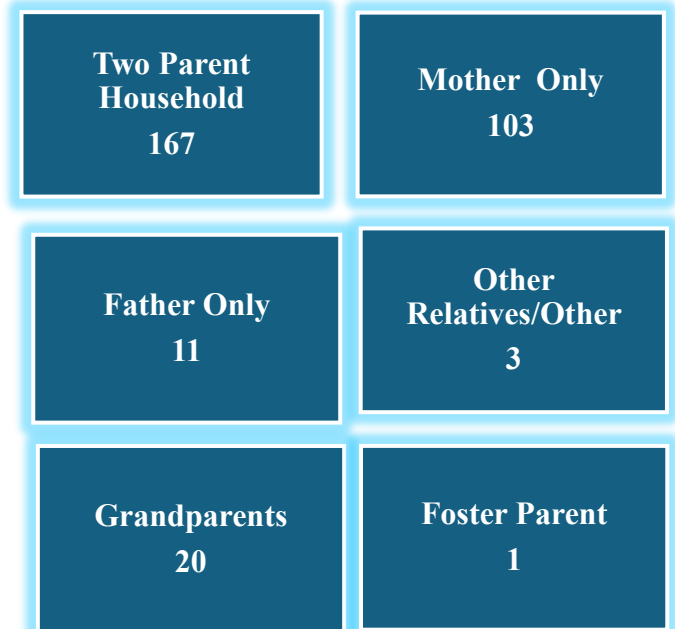 Two Parent
Household
167
Mother Only
103
Father Only
11
Other
Relatives/Other
3
Grandparents
20
Foster Parent
1